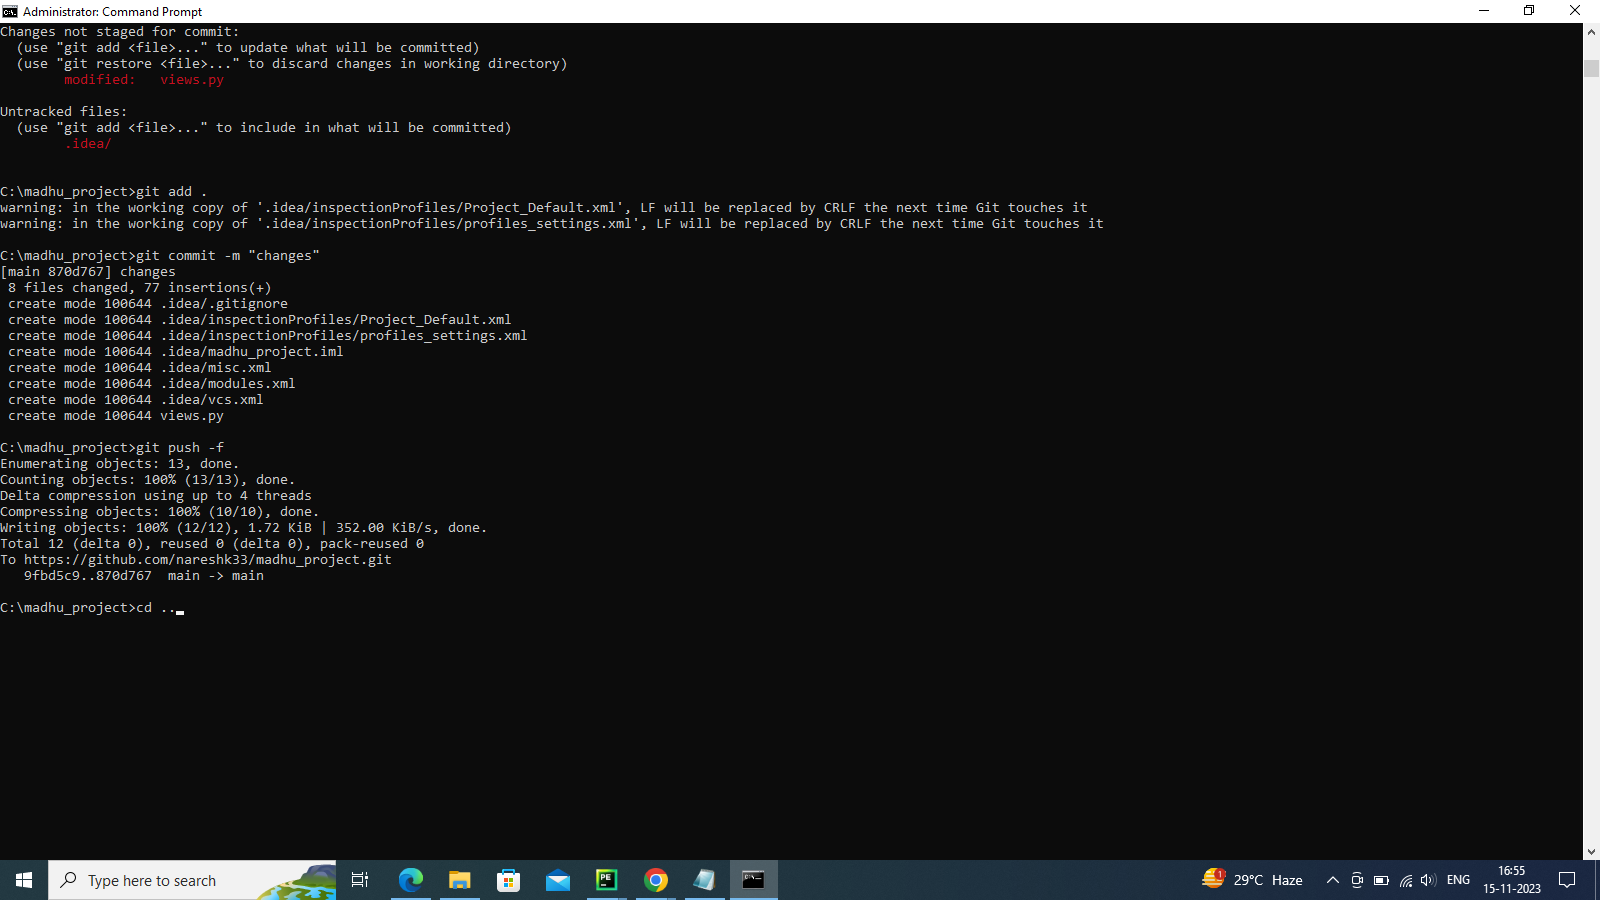 Administrator: Command Prompt
Changes not staged for commit:
  (use "git add <file>..." to update what will be committed)
  (use "git restore <file>..." to discard changes in working directory)
        modified:   views.py

Untracked files:
  (use "git add <file>..." to include in what will be committed)
        .idea/

C:\madhu_project>git add .
warning: in the working copy of '.idea/inspectionProfiles/Project_Default.xml', LF will be replaced by CRLF the next time Git touches it
warning: in the working copy of '.idea/inspectionProfiles/profiles_settings.xml', LF will be replaced by CRLF the next time Git touches it

C:\madhu_project>git commit -m "changes"
[main 870d767] changes
 8 files changed, 77 insertions(+)
 create mode 100644 .idea/.gitignore
 create mode 100644 .idea/inspectionProfiles/Project_Default.xml
 create mode 100644 .idea/inspectionProfiles/profiles_settings.xml
 create mode 100644 .idea/madhu_project.iml
 create mode 100644 .idea/misc.xml
 create mode 100644 .idea/modules.xml
 create mode 100644 .idea/vcs.xml
 create mode 100644 views.py

C:\madhu_project>git push -f
Enumerating objects: 13, done.
Counting objects: 100% (13/13), done.
Delta compression using up to 4 threads
Compressing objects: 100% (10/10), done.
Writing objects: 100% (12/12), 1.72 KiB | 352.00 KiB/s, done.
Total 12 (delta 0), reused 0 (delta 0), pack-reused 0
To https://github.com/nareshk33/madhu_project.git
   9fbd5c9..870d767  main -> main

C:\madhu_project>cd ..
Type here to search
PE
1
29°C Haze
ENG
16:55
15-11-2023